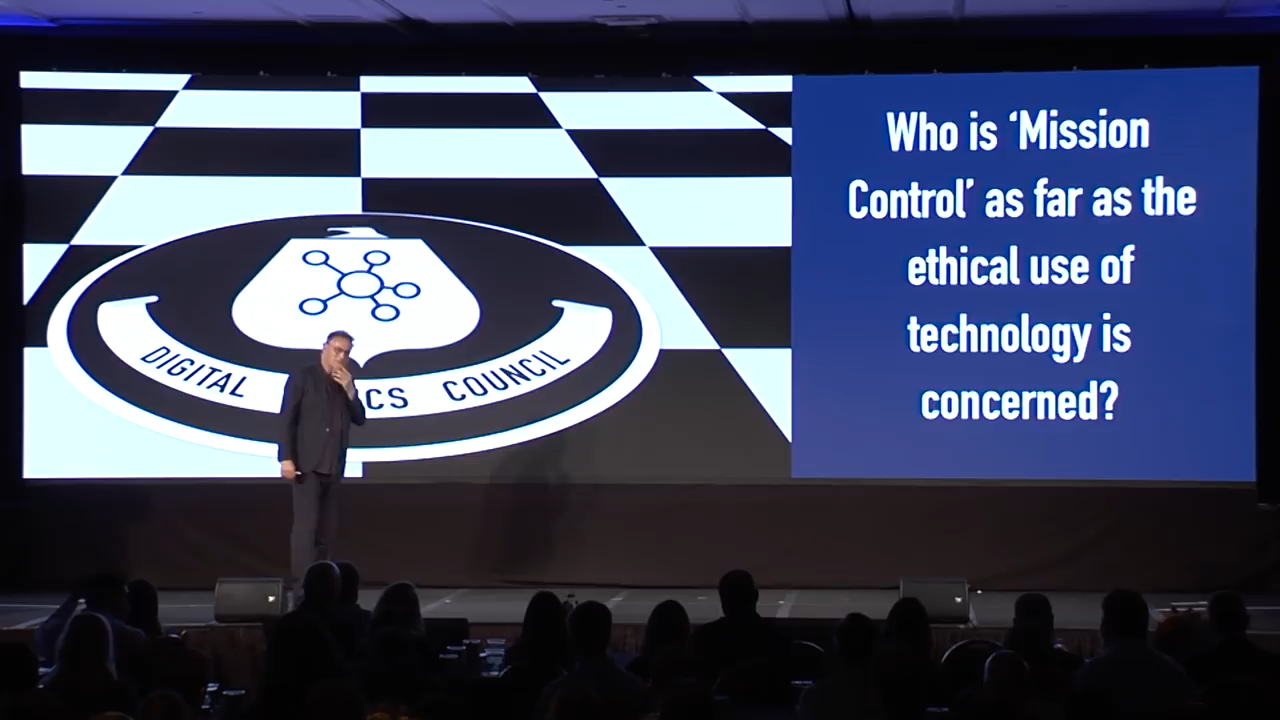 DIGITAL CS COUNCIL
Who is ‘Mission
Control’ as far as the
ethical use of
technology is
concerned?